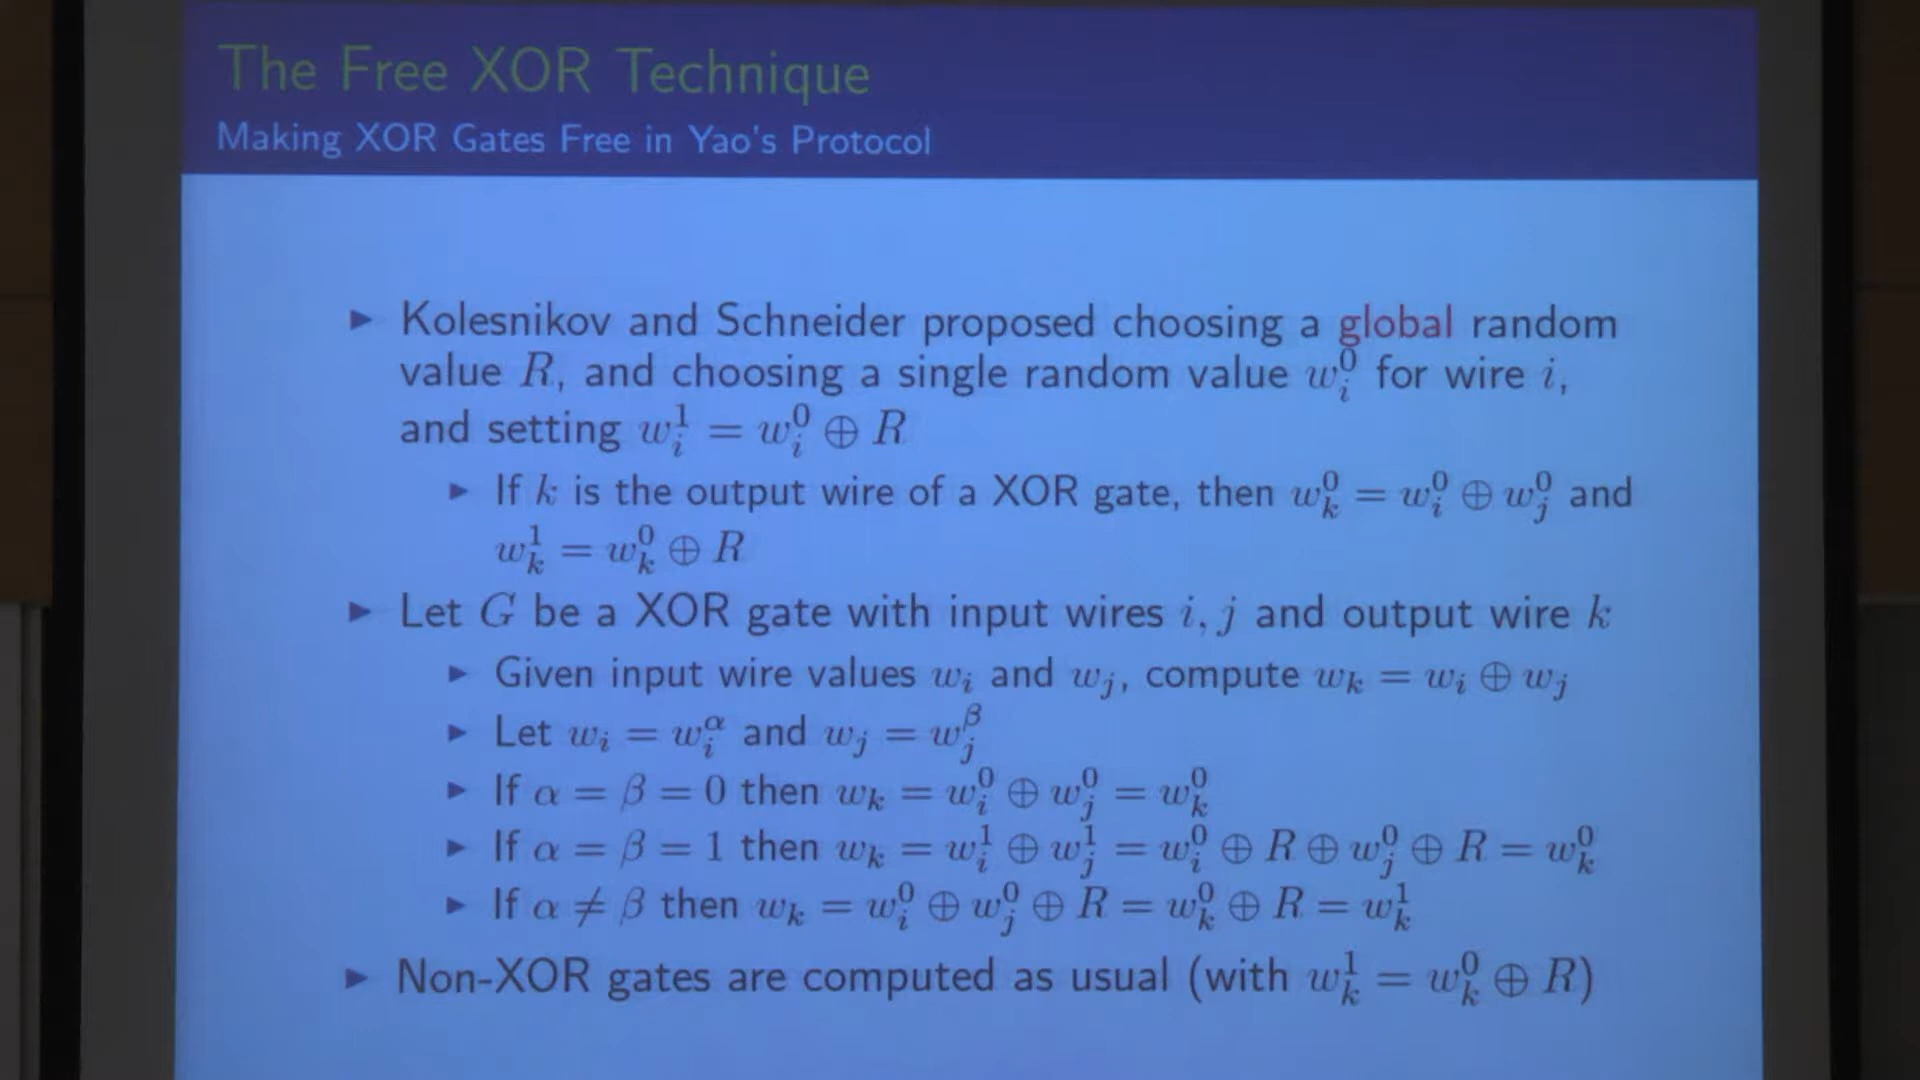 The Free XOR Technique
Making XOR Gates Free in Yao's Protocol
▶ Kolesnikov and Schneider proposed choosing a global random
value R, and choosing a single random value w_i^0 for wire i,
and setting w_i^1 = w_i^0 ⊕ R
▶ If k is the output wire of a XOR gate, then w_k^0 = w_i^0 ⊕ w_j^0 and
w_k^1 = w_k^0 ⊕ R
▶ Let G be a XOR gate with input wires i, j and output wire k
▶ Given input wire values w_i and w_j, compute w_k = w_i ⊕ w_j
▶ Let w_i = w_i^α and w_j = w_j^β
▶ If α = β = 0 then w_k = w_i^0 ⊕ w_j^0 = w_k^0
▶ If α = β = 1 then w_k = w_i^1 ⊕ w_j^1 = w_i^0 ⊕ R ⊕ w_j^0 ⊕ R = w_k^0
▶ If α ≠ β then w_k = w_i^0 ⊕ w_j^0 ⊕ R = w_k^0 ⊕ R = w_k^1
▶ Non-XOR gates are computed as usual (with w_k^1 = w_k^0 ⊕ R)